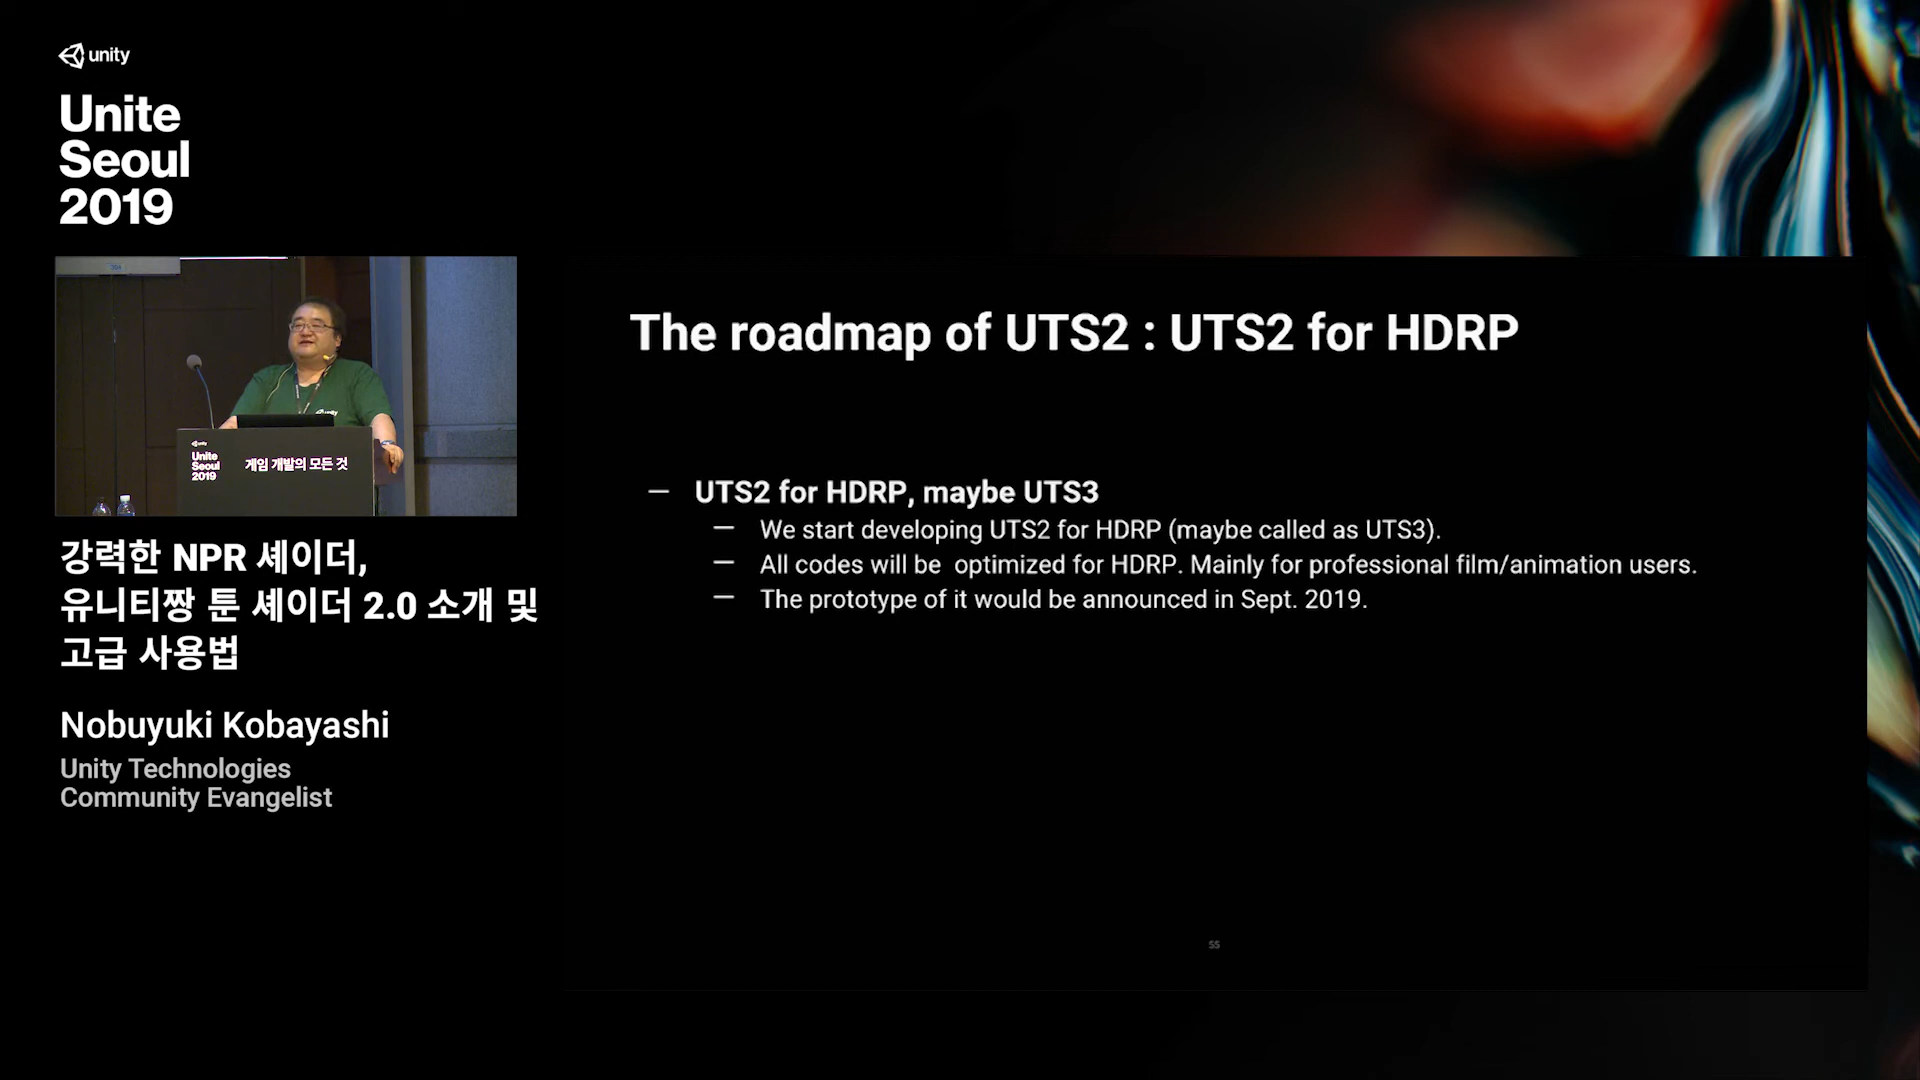 unity
Unite
Seoul
2019
unity
Unite
Seoul
2019
게임 개발의 모든 것
강력한 NPR 셰이더,
유니티짱 툰 셰이더 2.0 소개 및
고급 사용법
Nobuyuki Kobayashi
Unity Technologies
Community Evangelist
The roadmap of UTS2 : UTS2 for HDRP
— UTS2 for HDRP, maybe UTS3
— We start developing UTS2 for HDRP (maybe called as UTS3).
— All codes will be optimized for HDRP. Mainly for professional film/animation users.
— The prototype of it would be announced in Sept. 2019.
55